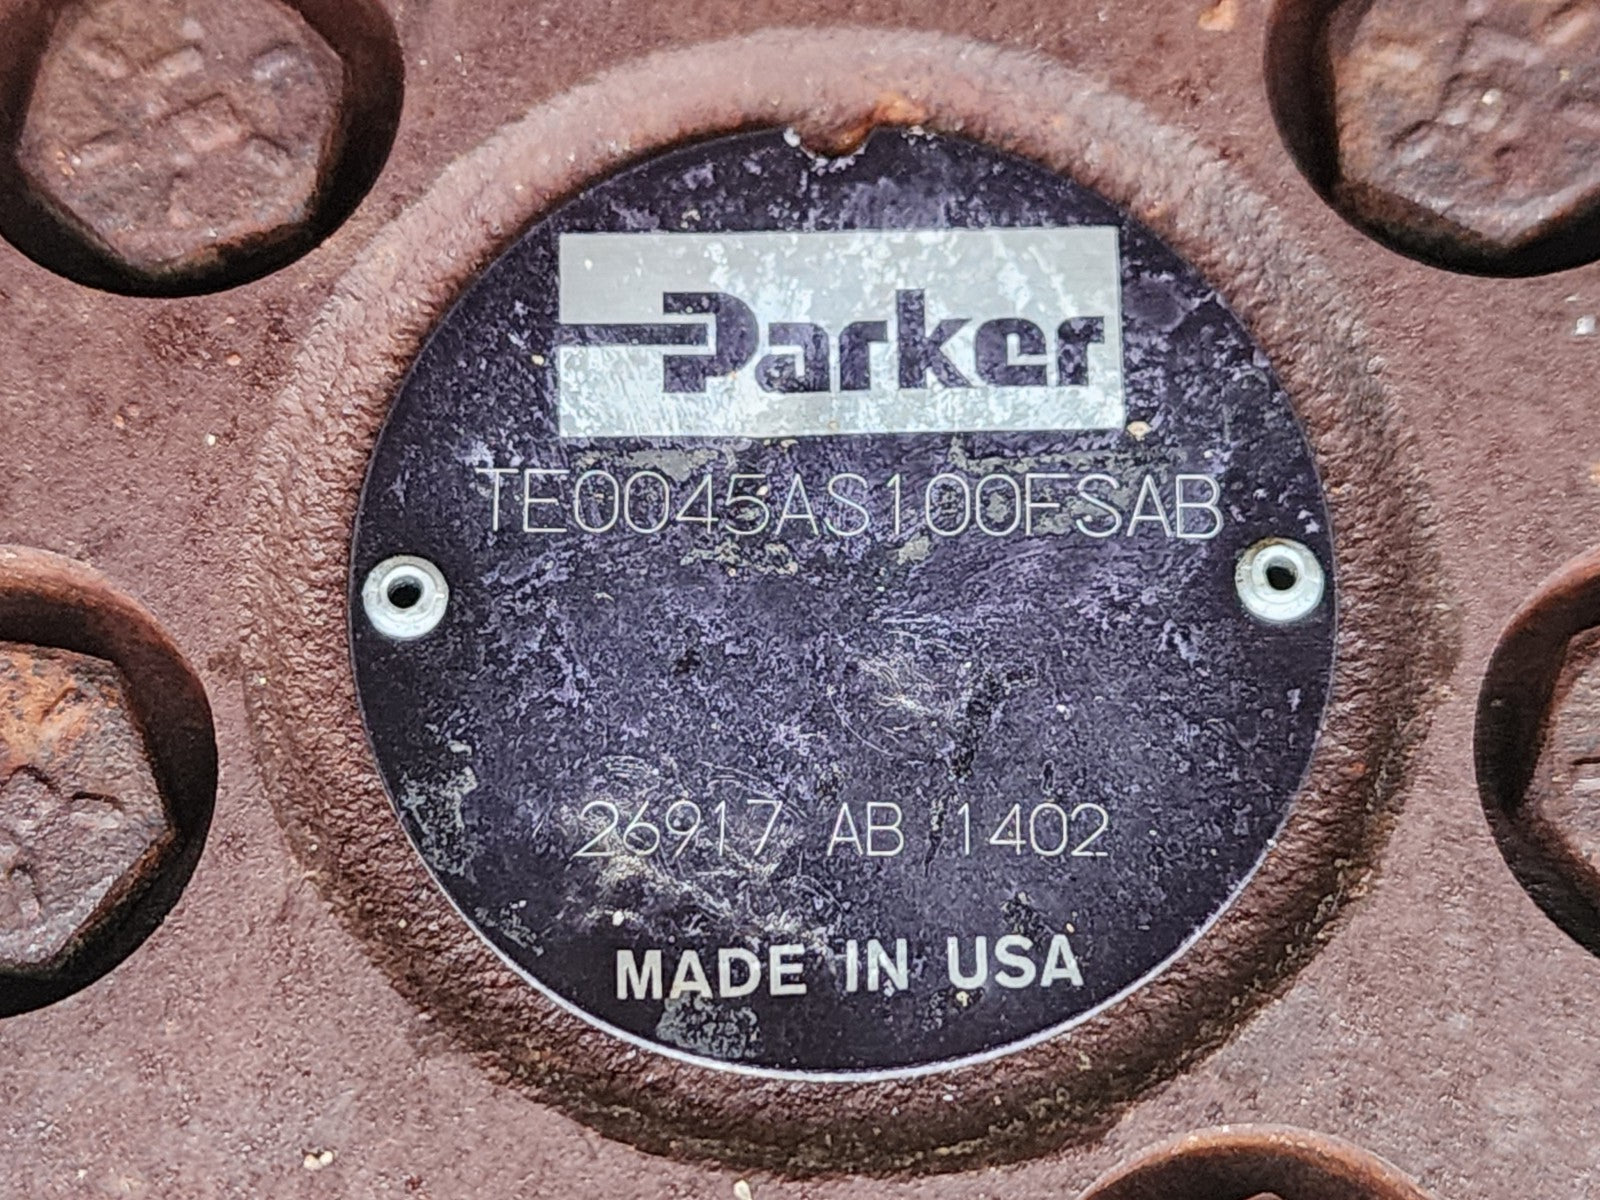 Parker
TE0045AS100FSAB
26917 AB 1402
MADE IN USA